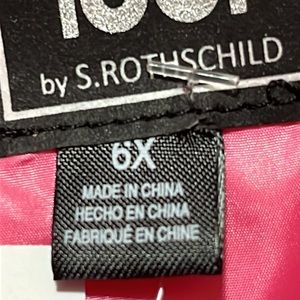 by S.ROTHSCHILD
6X
MADE IN CHINA
HECHO EN CHINA
FABRIQUÉ EN CHINE